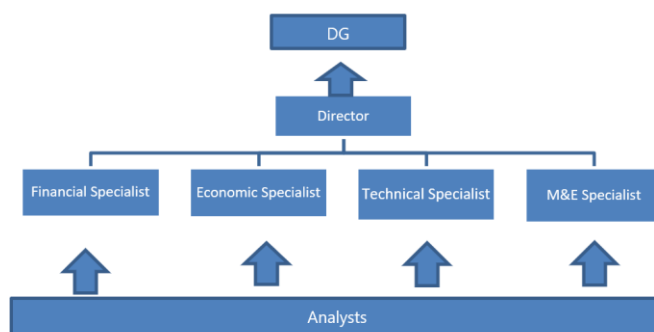 DG
Director
Financial Specialist
Economic Specialist
Technical Specialist
M&E Specialist
Analysts